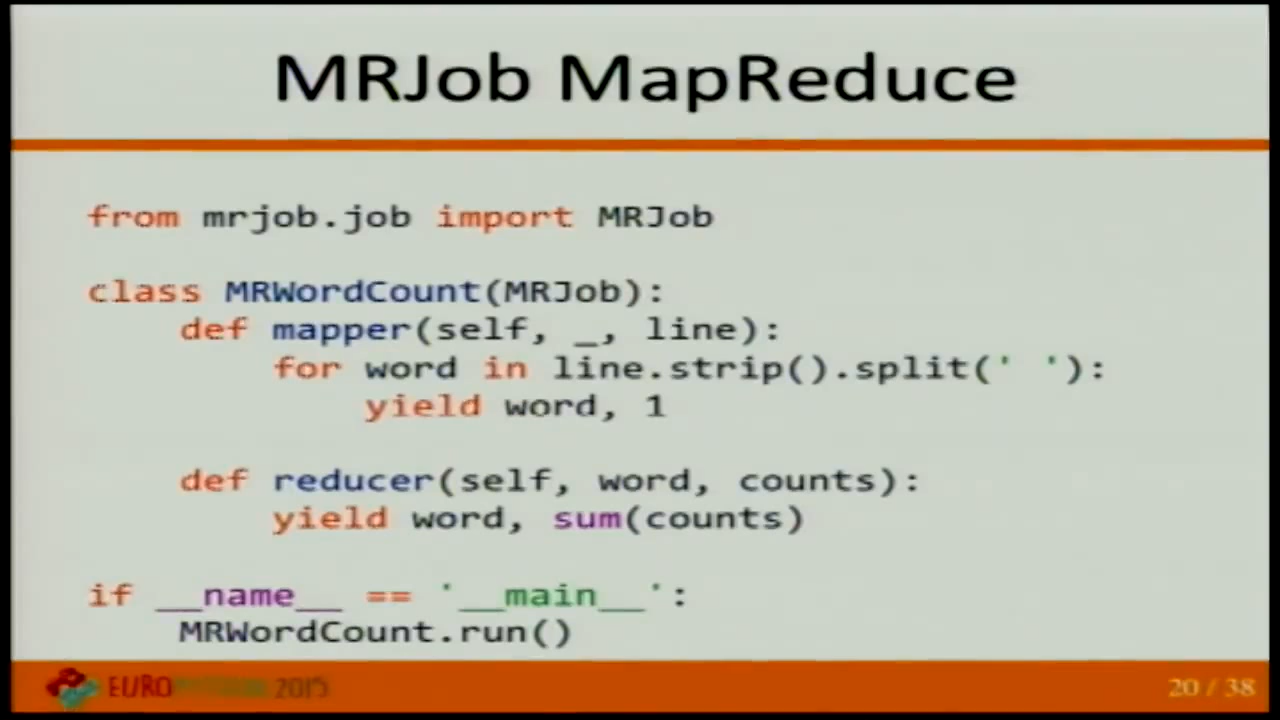 MRJob MapReduce
from mrjob.job import MRJob
class MRWordCount(MRJob):
    def mapper(self, _, line):
        for word in line.strip().split(' '):
            yield word, 1
    def reducer(self, word, counts):
        yield word, sum(counts)
if __name__ == '__main__':
    MRWordCount.run()
EUROPYTHON 2015
20 / 38